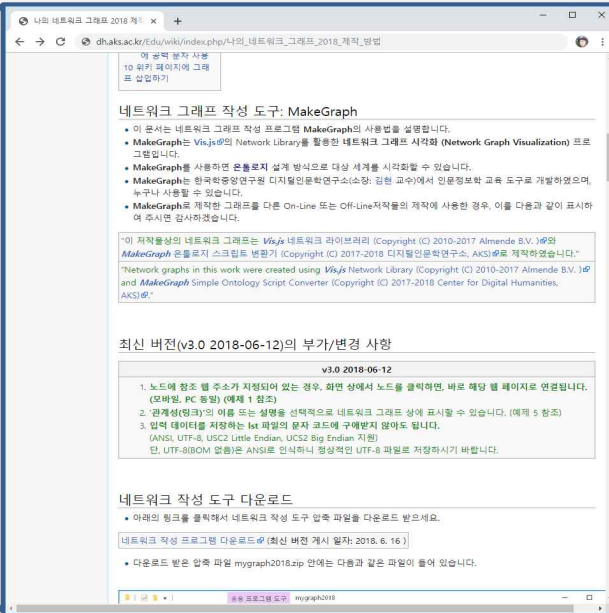 나의 네트워크 그래프 2018 제작
dh.aks.ac.kr/Edu/wiki/index.php/나의_네트워크_그래프_2018_제작_방법
에 공력 문자 사용
10 위키 페이지에 그래
프 삽입하기
네트워크 그래프 작성 도구: MakeGraph
이 문서는 네트워크 그래프 작성 프로그램 MakeGraph의 사용법을 설명합니다.
MakeGraph는 Vis.js의 Network Library를 활용한 네트워크 그래프 시각화 (Network Graph Visualization) 프로
그램입니다.
MakeGraph를 사용하면 온톨로지 설계 방식으로 대상 세계를 시각화할 수 있습니다.
MakeGraph는 한국학중앙연구원 디지털인문학연구소(소장: 김현 교수)에서 인문정보학 교육 도구로 개발하였으며,
누구나 사용할 수 있습니다.
MakeGraph로 제작한 그래프를 다른 On-Line 또는 Off-Line저작물의 제작에 사용한 경우, 이를 다음과 같이 표시하
여 주시면 감사하겠습니다.
"이 저작물상의 네트워크 그래프는 Vis.js 네트워크 라이브러리 (Copyright (C) 2010-2017 Almende B.V. )와
MakeGraph 온톨로지 스크립트 변환기 (Copyright (C) 2017-2018 디지털인문학연구소, AKS)로 제작하였습니다."
"Network graphs in this work were created using Vis.js Network Library (Copyright (C) 2010-2017 Almende B.V. )
and MakeGraph Simple Ontology Script Converter (Copyright (C) 2017-2018 Center for Digital Humanities,
AKS)."
최신 버전(v3.0 2018-06-12)의 부가/변경 사항
v3.0 2018-06-12
1. 노드에 참조 웹 주소가 지정되어 있는 경우, 화면 상에서 노드를 클릭하면, 바로 해당 웹 페이지로 연결됩니다.
(모바일, PC 동일) (예제 1 참조)
2. '관계성(링크)'의 이름 또는 설명을 선택적으로 네트워크 그래프 상에 표시할 수 있습니다. (예제 5 참조)
3. 입력 데이터를 저장하는 lst 파일의 문자 코드에 구애받지 않아도 됩니다.
(ANSI, UTF-8, USC2 Little Endian, UCS2 Big Endian 지원)
단, UTF-8(BOM 없음)은 ANSI로 인식하니 정상적인 UTF-8 파일로 저장하시기 바랍니다.
네트워크 작성 도구 다운로드
아래의 링크를 클릭해서 네트워크 작성 도구 압축 파일을 다운로드 받으세요.
네트워크 작성 프로그램 다운로드 (최신 버전 게시 일자: 2018. 6. 16 )
다운로드 받은 압축 파일 mygraph2018.zip 안에는 다음과 같은 파일이 들어 있습니다.
응용 프로그램 도구 mygraph2018